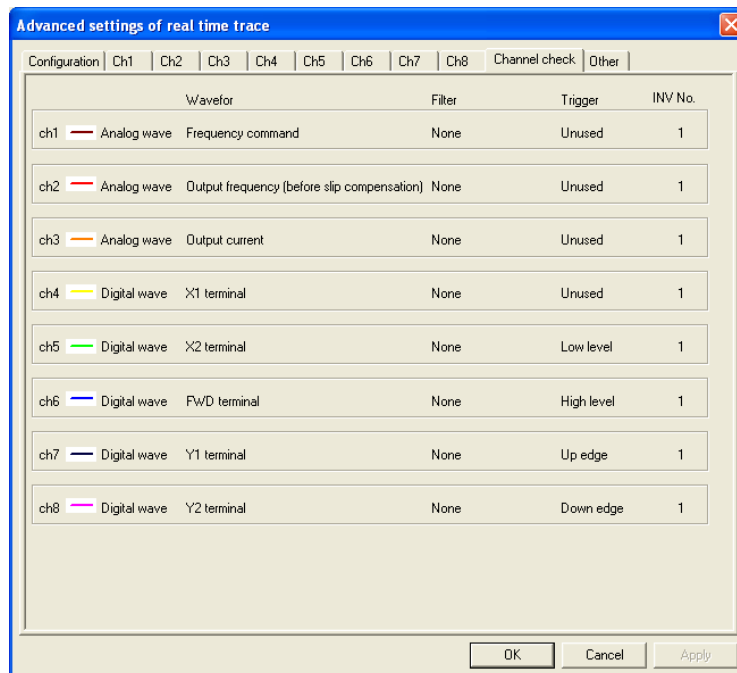 Advanced settings of real time trace
Configuration Ch1 Ch2 Ch3 Ch4 Ch5 Ch6 Ch7 Ch8 Channel check Other
Wavefor Filter Trigger INV No.
ch1 Analog wave Frequency command None Unused 1
ch2 Analog wave Output frequency (before slip compensation) None Unused 1
ch3 Analog wave Output current None Unused 1
ch4 Digital wave X1 terminal None Unused 1
ch5 Digital wave X2 terminal None Low level 1
ch6 Digital wave FWD terminal None High level 1
ch7 Digital wave Y1 terminal None Up edge 1
ch8 Digital wave Y2 terminal None Down edge 1
OK Cancel Apply